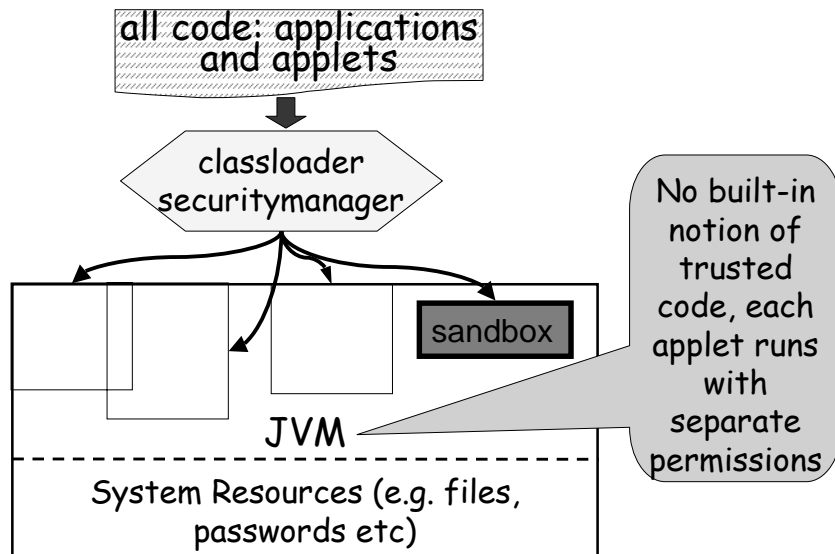 all code: applications
and applets
classloader
securitymanager
No built-in
notion of
trusted
code, each
applet runs
with
separate
permissions
sandbox
JVM
System Resources (e.g. files,
passwords etc)